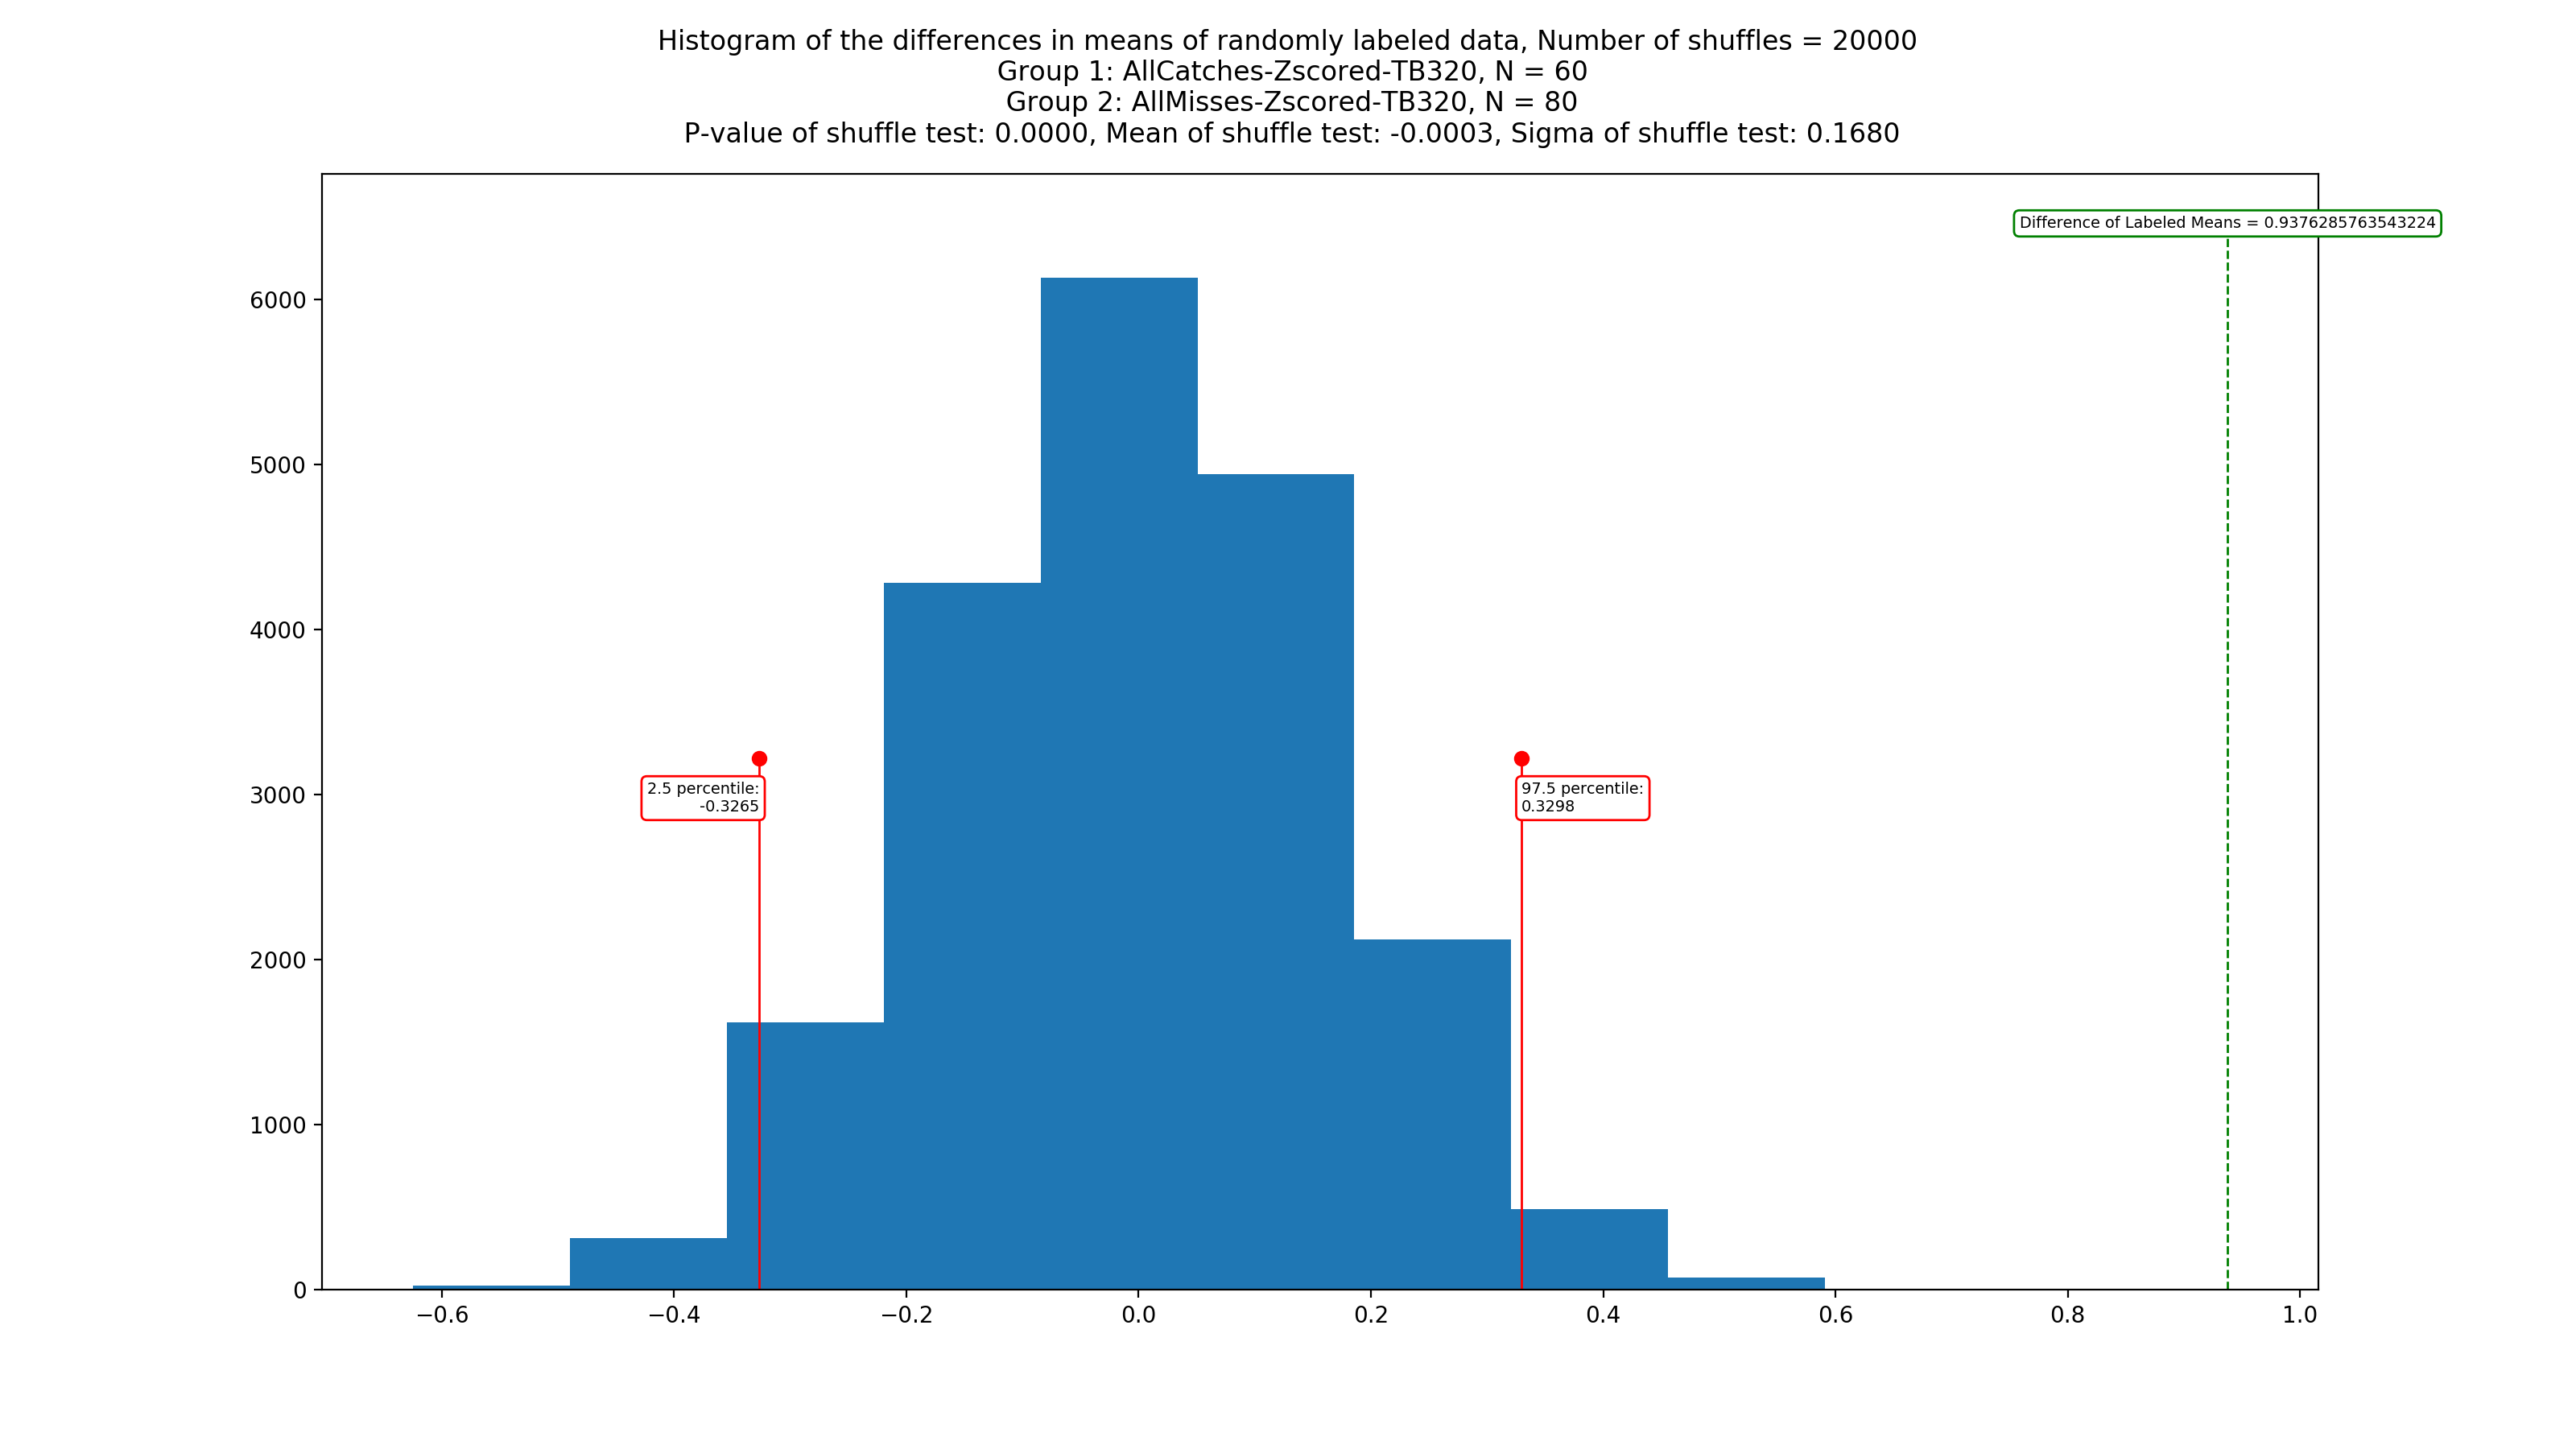 Histogram of the differences in means of randomly labeled data, Number of shuffles = 20000
Group 1: AllCatches-Zscored-TB320, N = 60
Group 2: AllMisses-Zscored-TB320, N = 80
P-value of shuffle test: 0.0000, Mean of shuffle test: -0.0003, Sigma of shuffle test: 0.1680
Difference of Labeled Means = 0.9376285763543224
6000
5000
4000
3000
2000
1000
0
2.5 percentile:
-0.3265
97.5 percentile:
0.3298
−0.6 −0.4 −0.2 0.0 0.2 0.4 0.6 0.8 1.0